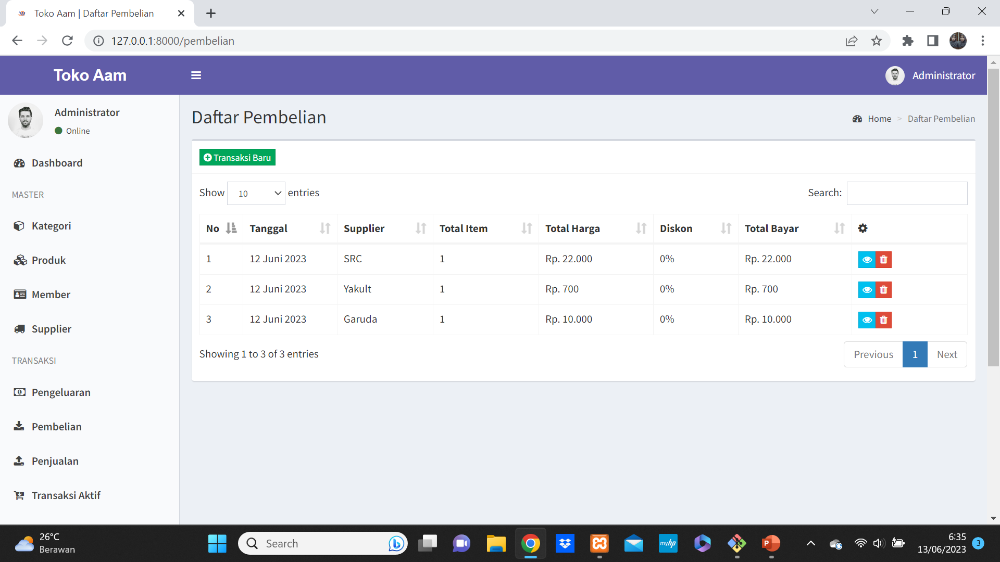 Toko Aam | Daftar Pembelian
127.0.0.1:8000/pembelian
Toko Aam
Administrator
Administrator
Online
Dashboard
MASTER
Kategori
Produk
Member
Supplier
TRANSAKSI
Pengeluaran
Pembelian
Penjualan
Transaksi Aktif
Daftar Pembelian
Home > Daftar Pembelian
Transaksi Baru
Show 10 entries
Search:
No Tanggal Supplier Total Item Total Harga Diskon Total Bayar
1 12 Juni 2023 SRC 1 Rp. 22.000 0% Rp. 22.000
2 12 Juni 2023 Yakult 1 Rp. 700 0% Rp. 700
3 12 Juni 2023 Garuda 1 Rp. 10.000 0% Rp. 10.000
Showing 1 to 3 of 3 entries
Previous 1 Next
26°C
Berawan
Search
myhp
P
6:35
13/06/2023
3